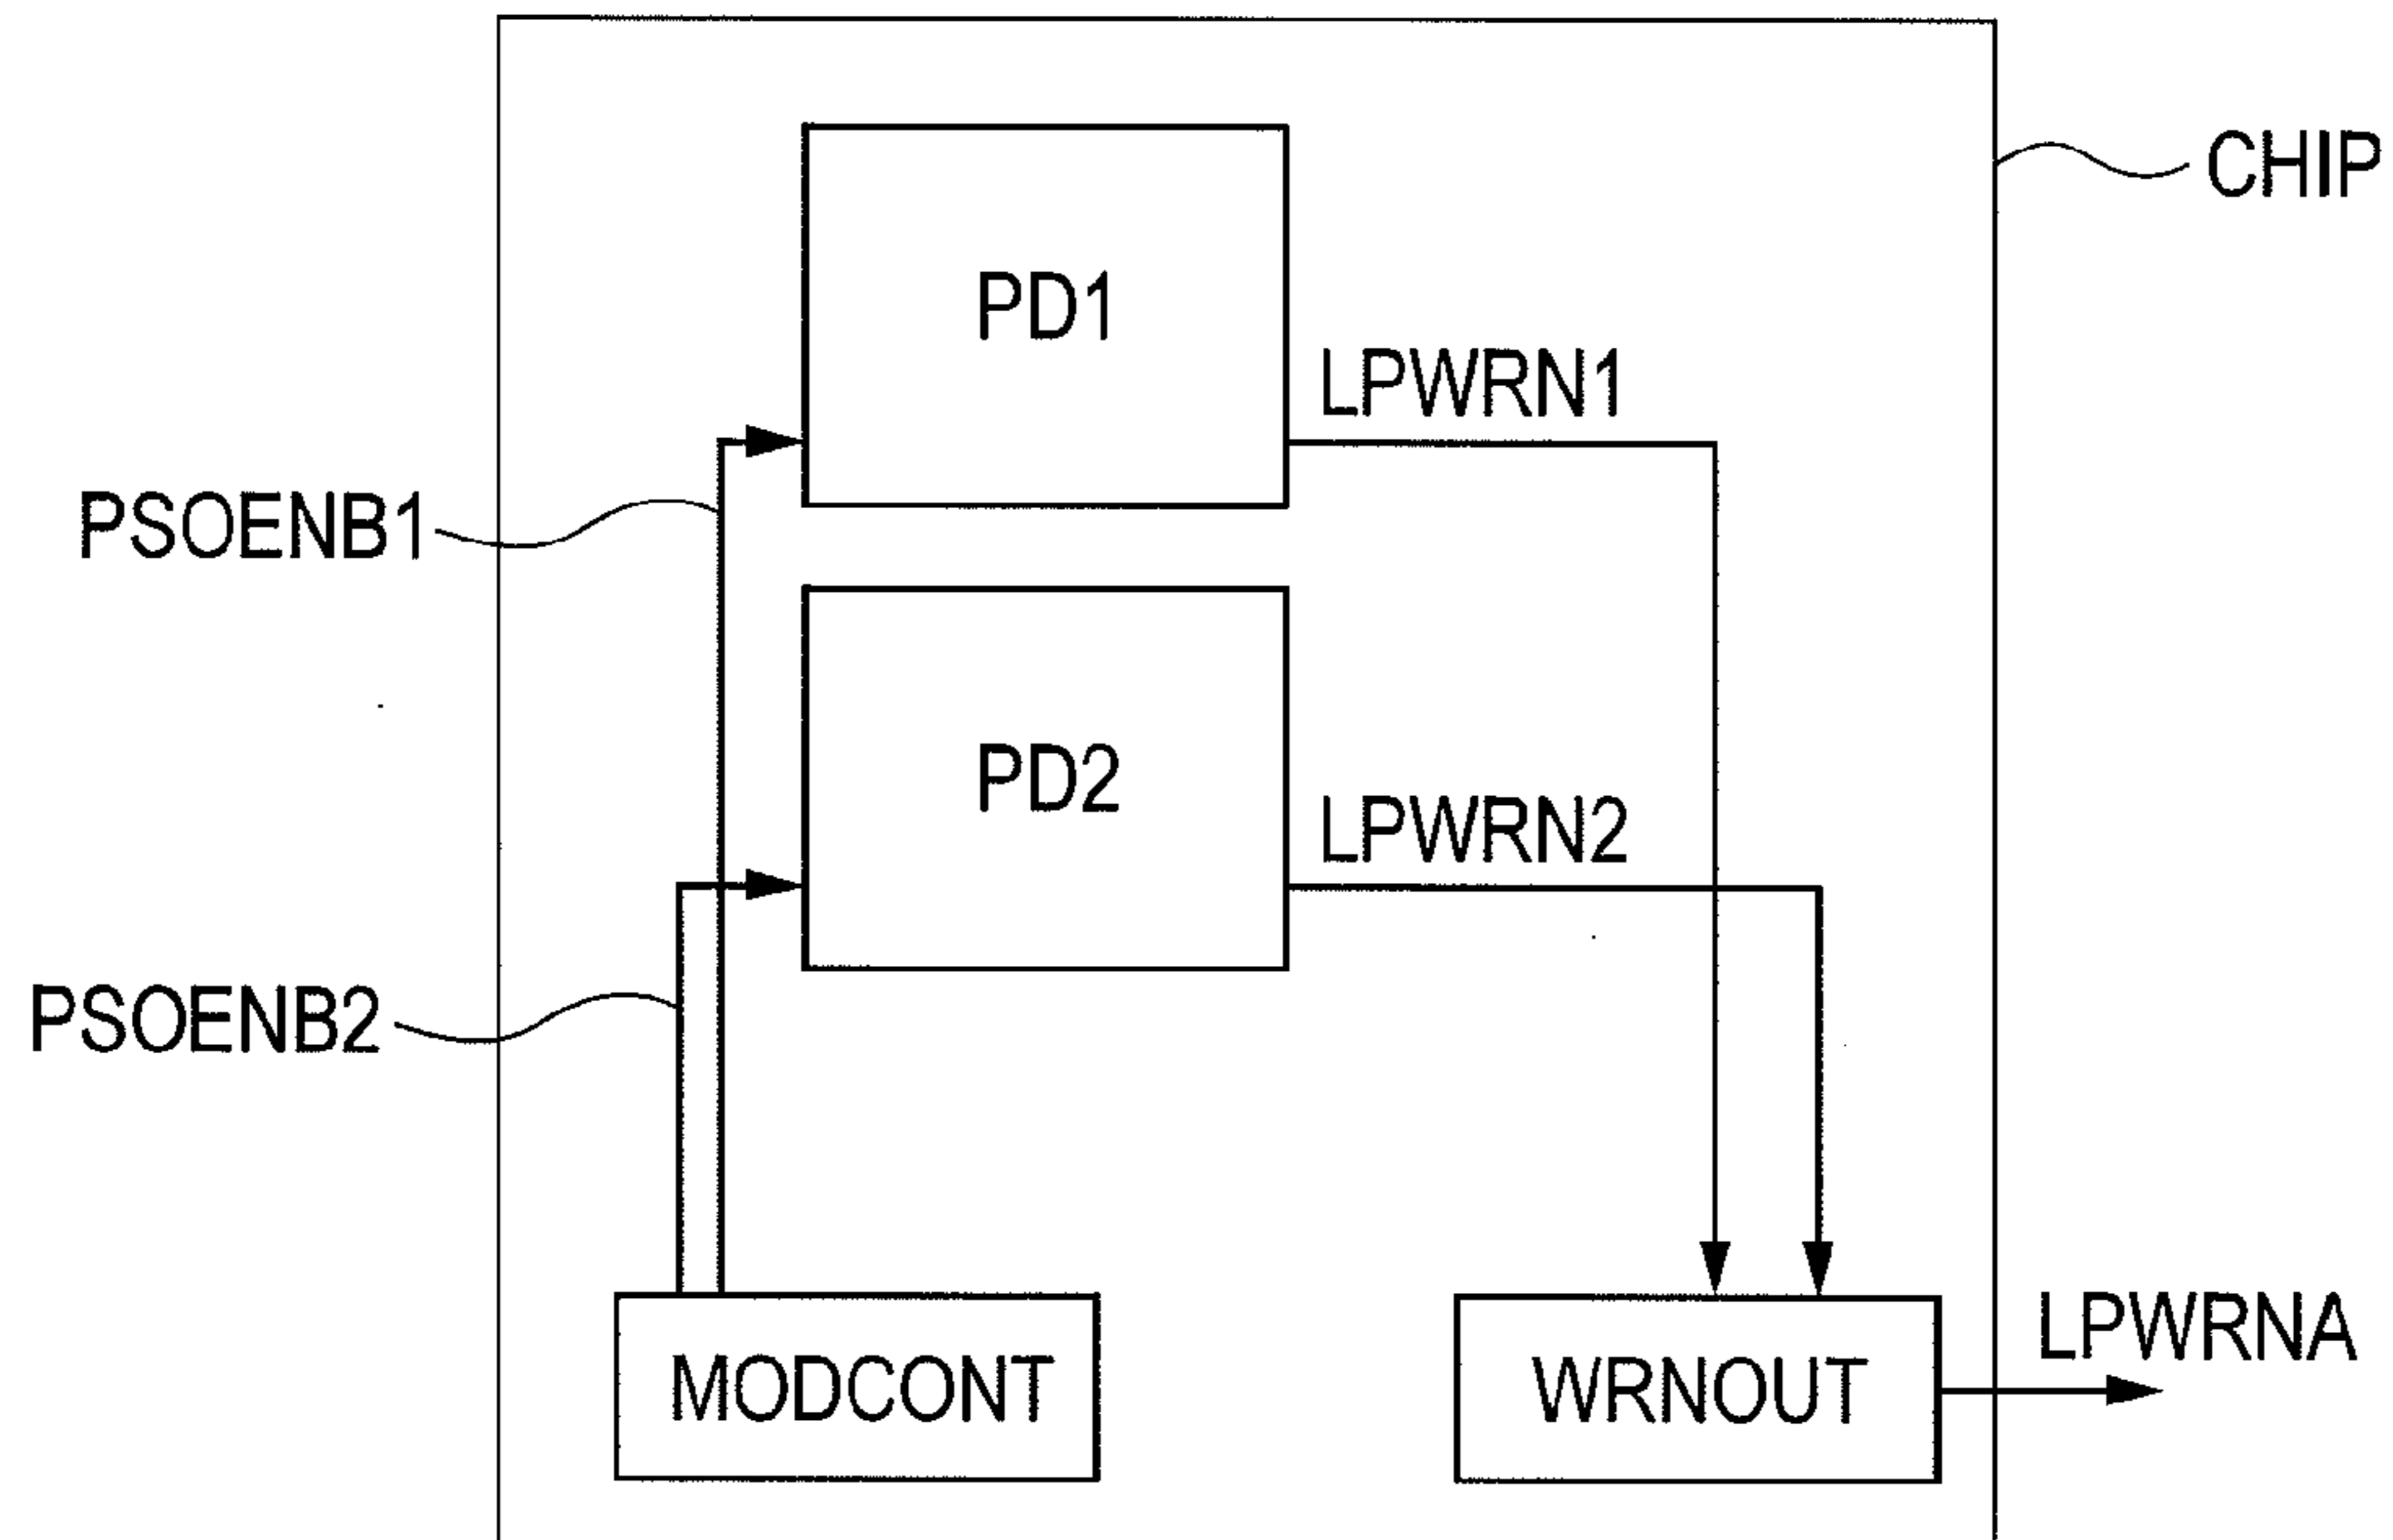 CHIP
PD1
LPWRN1
PSOENB1
PD2
LPWRN2
PSOENB2
LPWRNA
MODCONT
WRNOUT